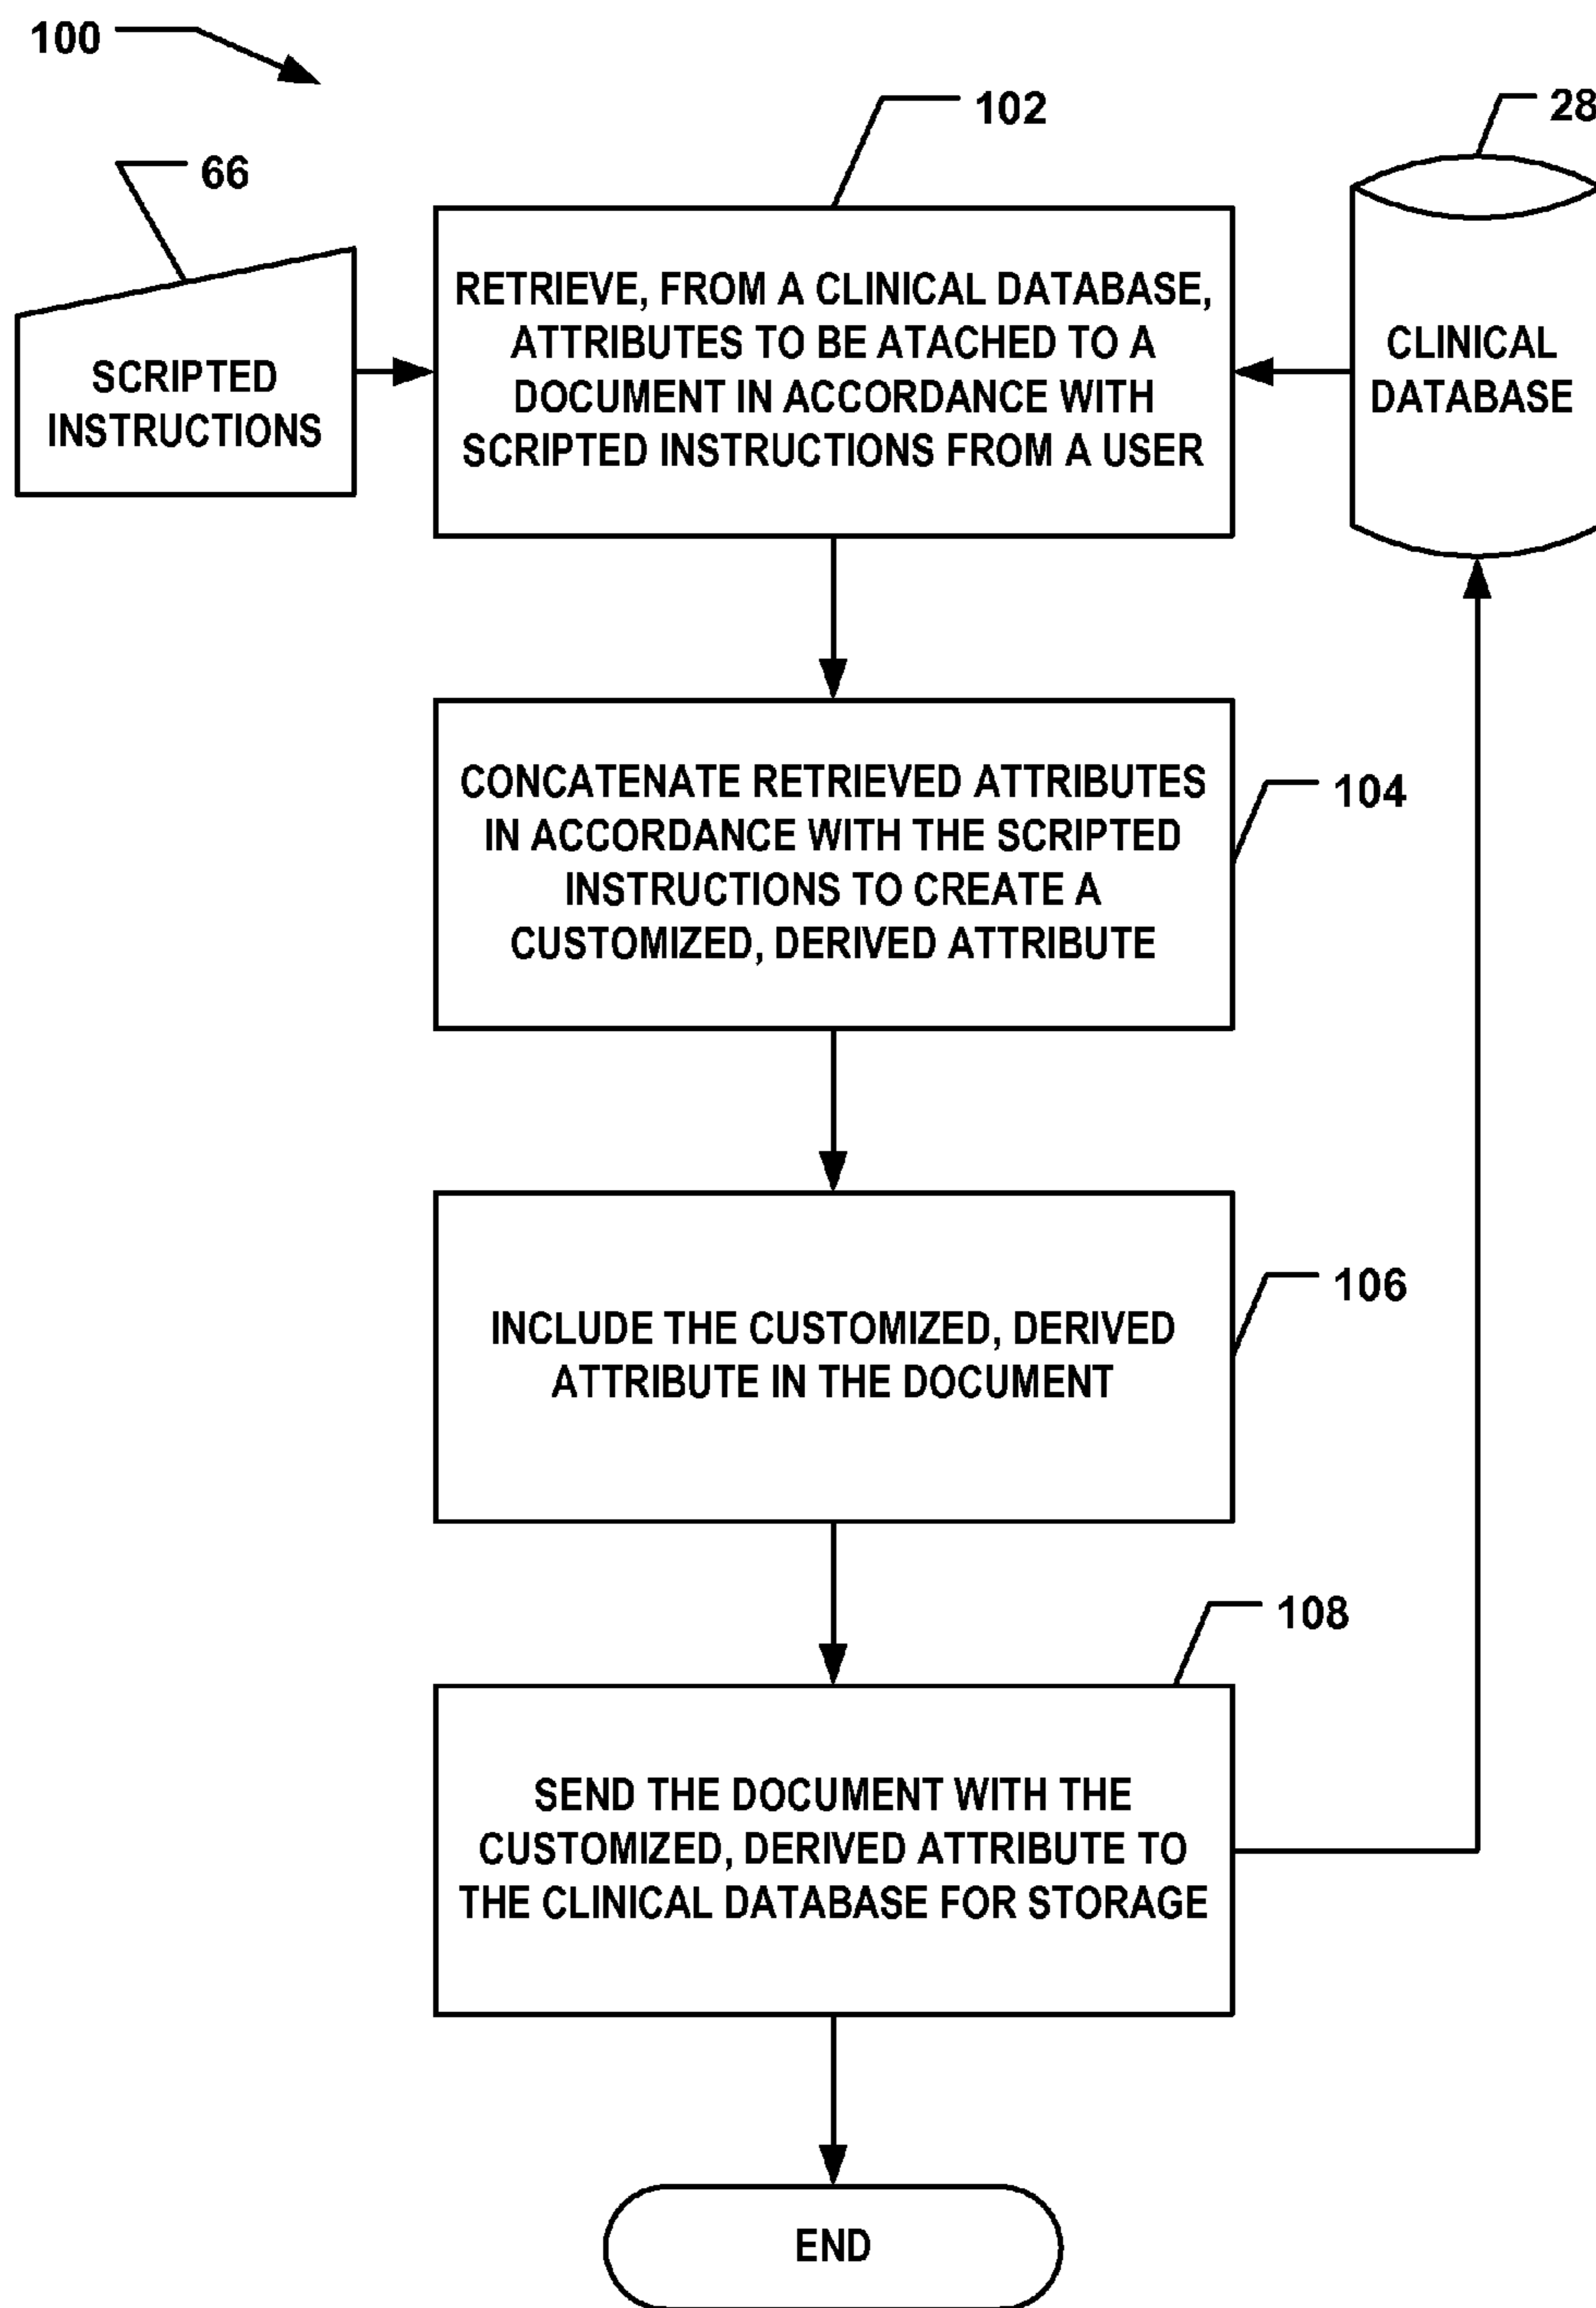 100
102
28
66
RETRIEVE, FROM A CLINICAL DATABASE,
ATTRIBUTES TO BE ATACHED TO A
DOCUMENT IN ACCORDANCE WITH
SCRIPTED INSTRUCTIONS FROM A USER
SCRIPTED
INSTRUCTIONS
CLINICAL
DATABASE
CONCATENATE RETRIEVED ATTRIBUTES
IN ACCORDANCE WITH THE SCRIPTED
INSTRUCTIONS TO CREATE A
CUSTOMIZED, DERIVED ATTRIBUTE
104
INCLUDE THE CUSTOMIZED, DERIVED
ATTRIBUTE IN THE DOCUMENT
106
108
SEND THE DOCUMENT WITH THE
CUSTOMIZED, DERIVED ATTRIBUTE TO
THE CLINICAL DATABASE FOR STORAGE
END